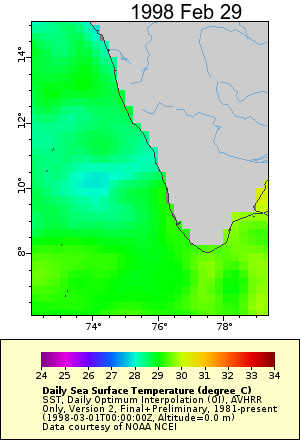 1998 Feb 29
14°
12°
10°
8°
74° 76° 78°
24 25 26 27 28 29 30 31 32 33 34
Daily Sea Surface Temperature (degree_C)
SST, Daily Optimum Interpolation (OI), AVHRR
Only, Version 2, Final+Preliminary, 1981-present
(1998-03-01T00:00:00Z, Altitude=0.0 m)
Data courtesy of NOAA NCEI